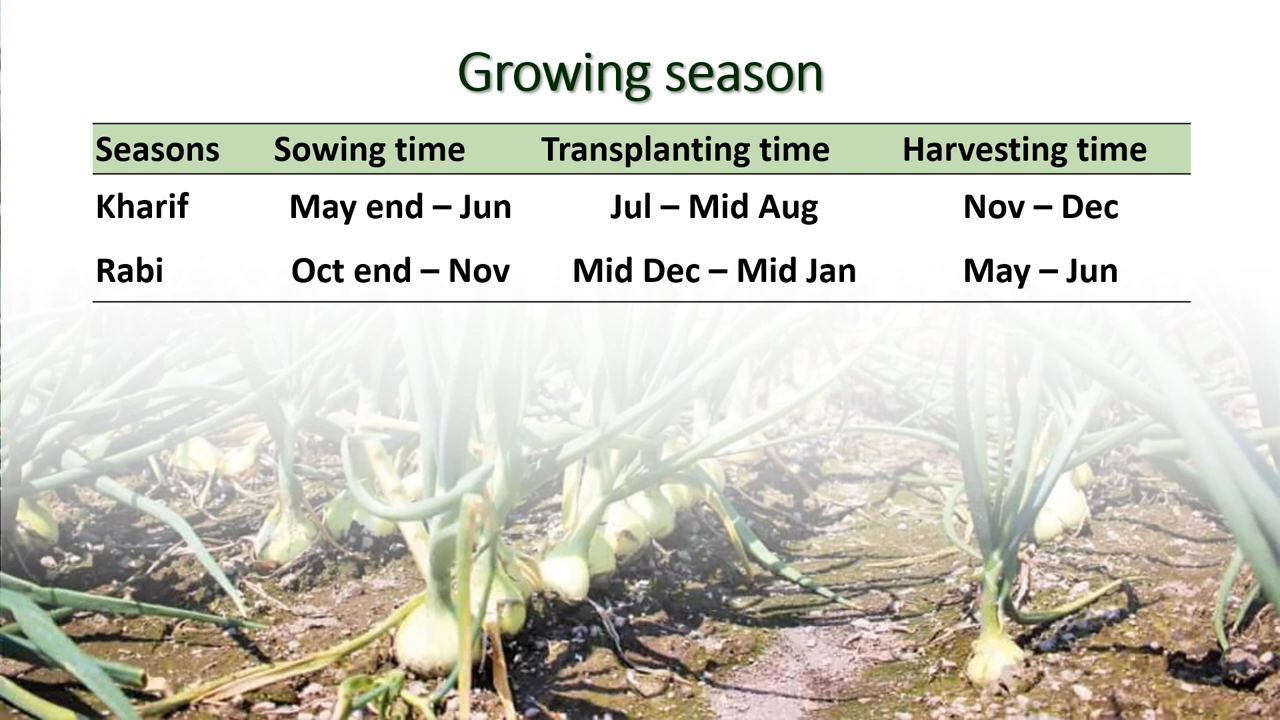 Growing season
Seasons Sowing time Transplanting time Harvesting time
Kharif May end – Jun Jul – Mid Aug Nov – Dec
Rabi Oct end – Nov Mid Dec – Mid Jan May – Jun